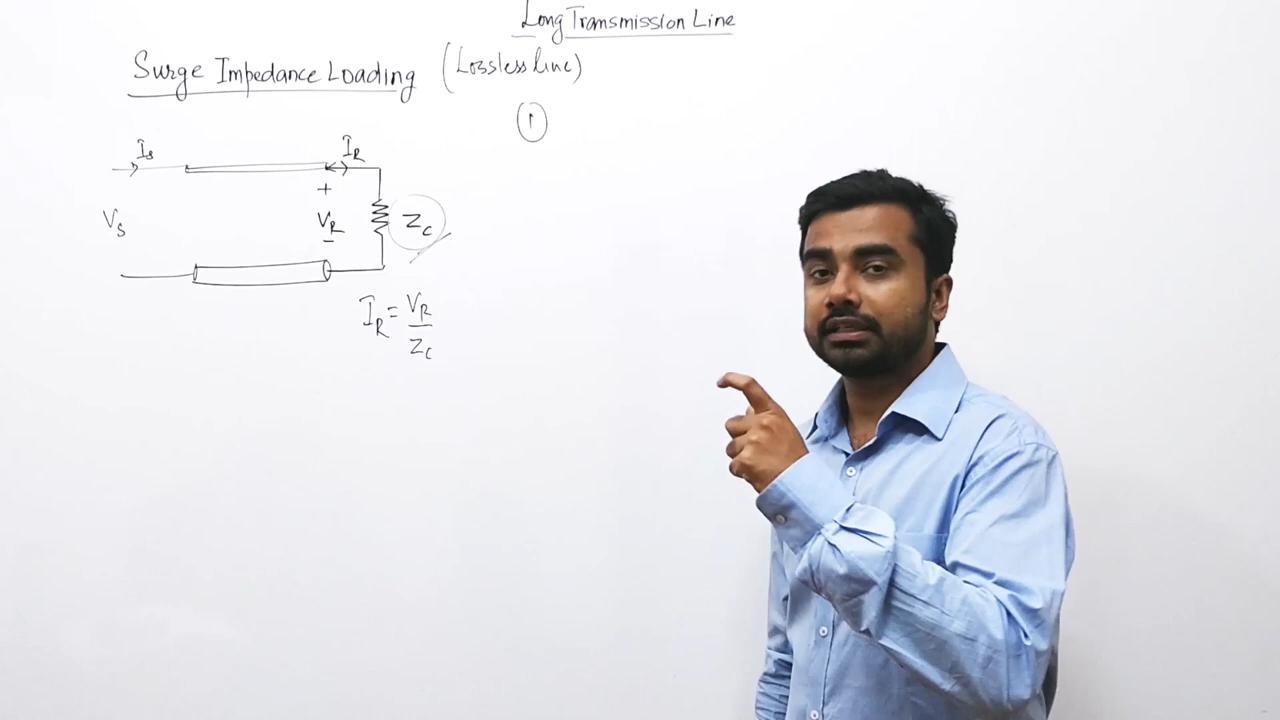 Long Transmission Line
Surge Impedance Loading (Lossless line)
1
Is
IR
+
Vs
VR
Zc
-
IR = VR
Zc